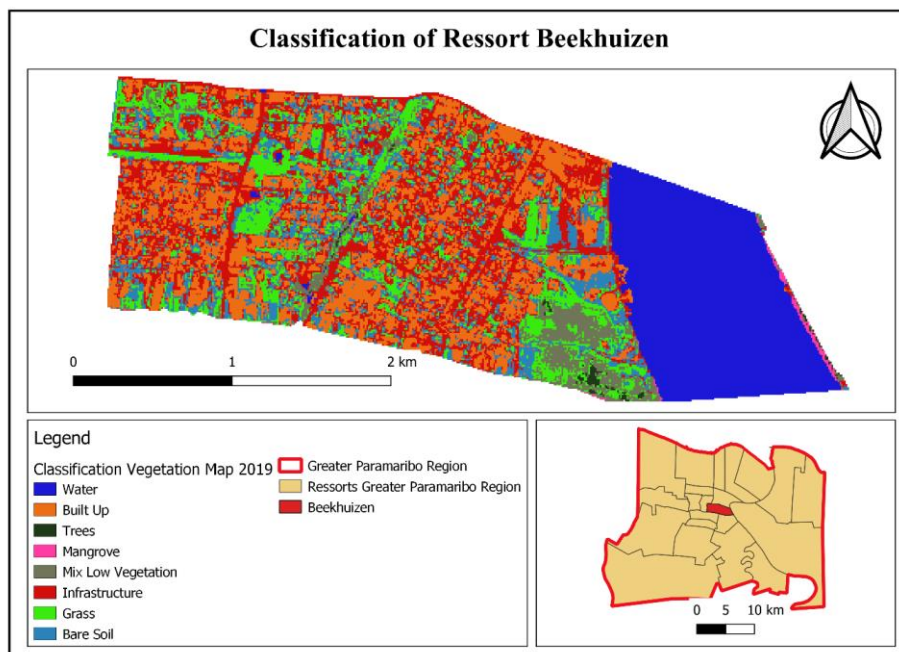 Classification of Ressort Beekhuizen
0 1 2 km
Legend
Classification Vegetation Map 2019
Water
Built Up
Trees
Mangrove
Mix Low Vegetation
Infrastructure
Grass
Bare Soil
Greater Paramaribo Region
Ressorts Greater Paramaribo Region
Beekhuizen
0 5 10 km